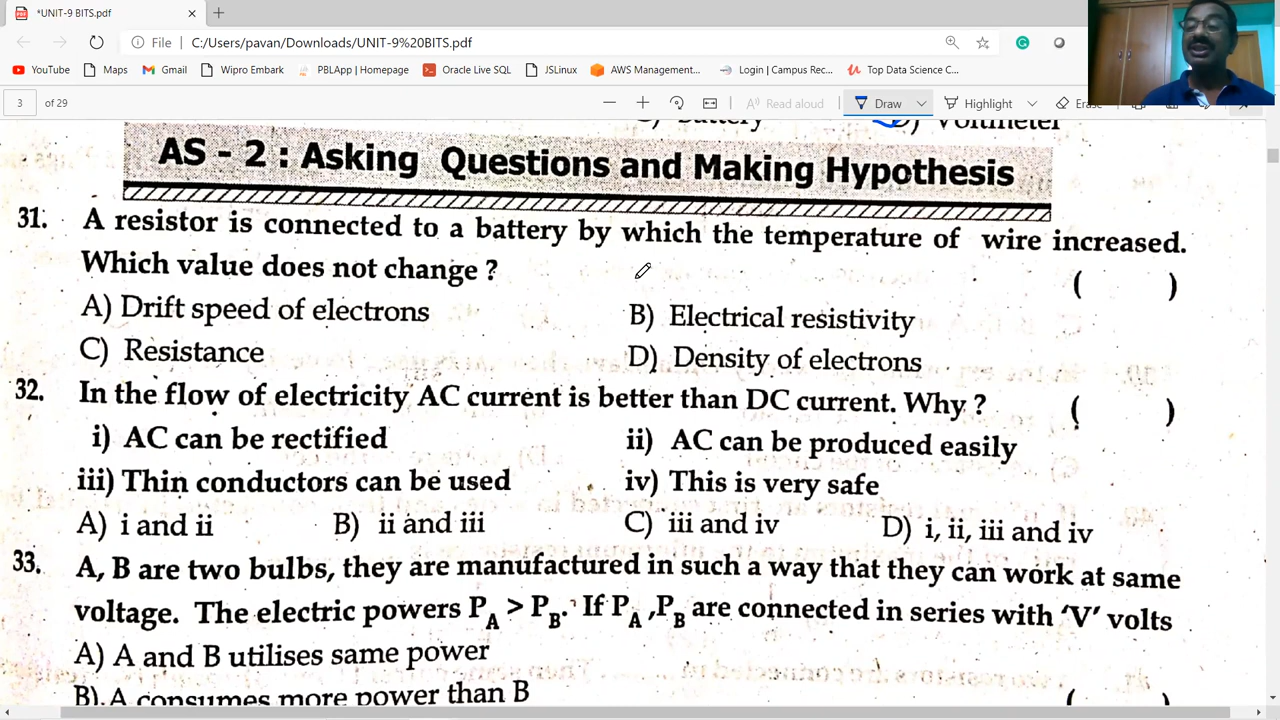 *UNIT-9 BITS.pdf
File C:/Users/pavan/Downloads/UNIT-9%20BITS.pdf
YouTube Maps Gmail Wipro Embark PBLApp | Homepage Oracle Live SQL JSLinux AWS Management... Login | Campus Rec... Top Data Science C...
3 of 29 Read aloud Draw Highlight Erase
C) Battery D) Voltmeter
AS - 2 : Asking Questions and Making Hypothesis
31. A resistor is connected to a battery by which the temperature of wire increased.
Which value does not change ? ( )
A) Drift speed of electrons B) Electrical resistivity
C) Resistance D) Density of electrons
32. In the flow of electricity AC current is better than DC current. Why ? ( )
i) AC can be rectified ii) AC can be produced easily
iii) Thin conductors can be used iv) This is very safe
A) i and ii B) ii and iii C) iii and iv D) i, ii, iii and iv
33. A, B are two bulbs, they are manufactured in such a way that they can work at same
voltage. The electric powers PA > PB. If PA ,PB are connected in series with 'V' volts
A) A and B utilises same power
B) A consumes more power than B ( )